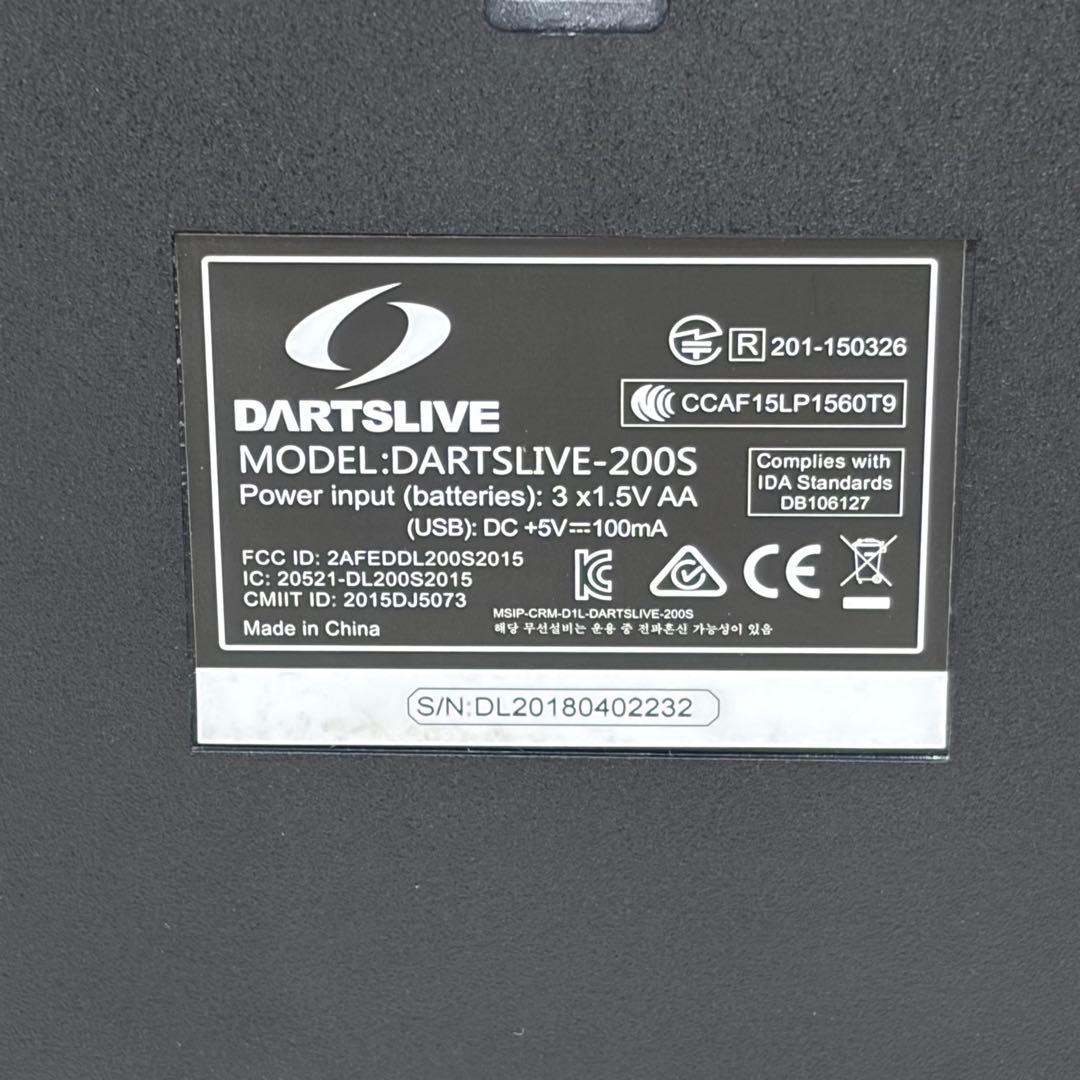 DARTSLIVE
MODEL:DARTSLIVE-200S
Power input (batteries): 3 x1.5V AA
(USB): DC +5V⎓100mA
FCC ID: 2AFEDDL200S2015
IC: 20521-DL200S2015
CMIIT ID: 2015DJ5073
Made in China
R 201-150326
CCAF15LP1560T9
Complies with
IDA Standards
DB106127
CE
MSIP-CRM-D1L-DARTSLIVE-200S
해당 무선설비는 운용 중 전파혼신 가능성이 있음
S/N:DL20180402232